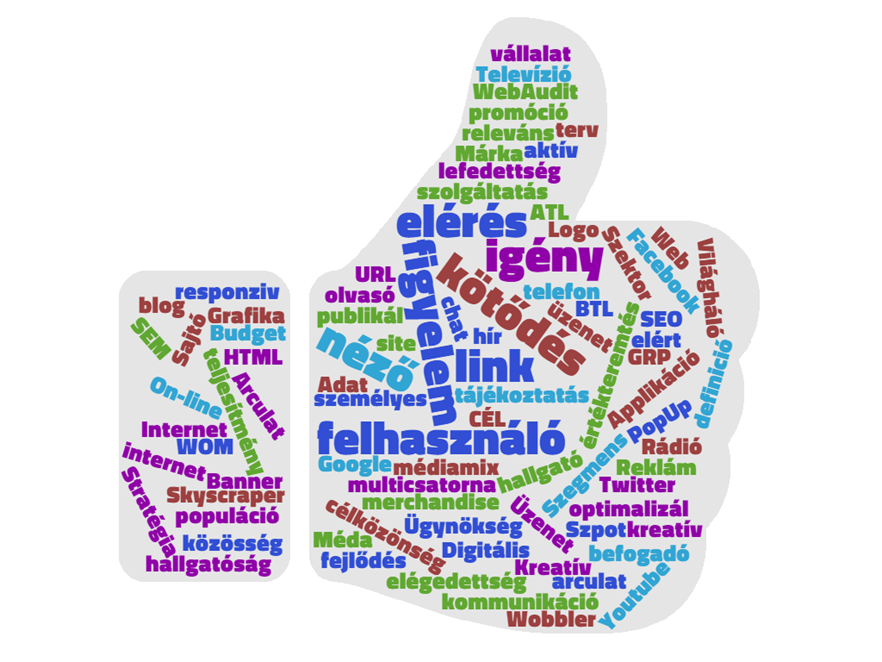 vállalat
Televízió
WebAudit
promóció
releváns
terv
Márka
aktív
lefedettség
szolgáltatás
elérés
ATL
Logo
igény
Szektor
Facebook
Web
Világháló
figyelem
kötődés
URL
olvasó
publikál
telefon
BTL
üzenet
chat
hír
SEO
elért
GRP
site
néző
link
Adat
személyes
tájékoztatás
CÉL
értékteremtés
Applikáció
definíció
PopUp
felhasználó
Rádió
Google
médiamix
hallgató
Szegmens
Reklám
multicsatorna
Twitter
merchandise
Üzenet
optimalizál
célközönség
Ügynökség
Szpot
kreatív
Méda
Digitális
befogadó
fejlődés
Kreatív
elégedettség
arculat
Youtube
kommunikáció
Wobbler
responzív
blog
Grafika
SEM
Sajtó
Budget
teljesítmény
HTML
Arculat
On-line
Internet
WOM
internet
Banner
Stratégia
Skyscraper
populáció
közösség
hallgatóság